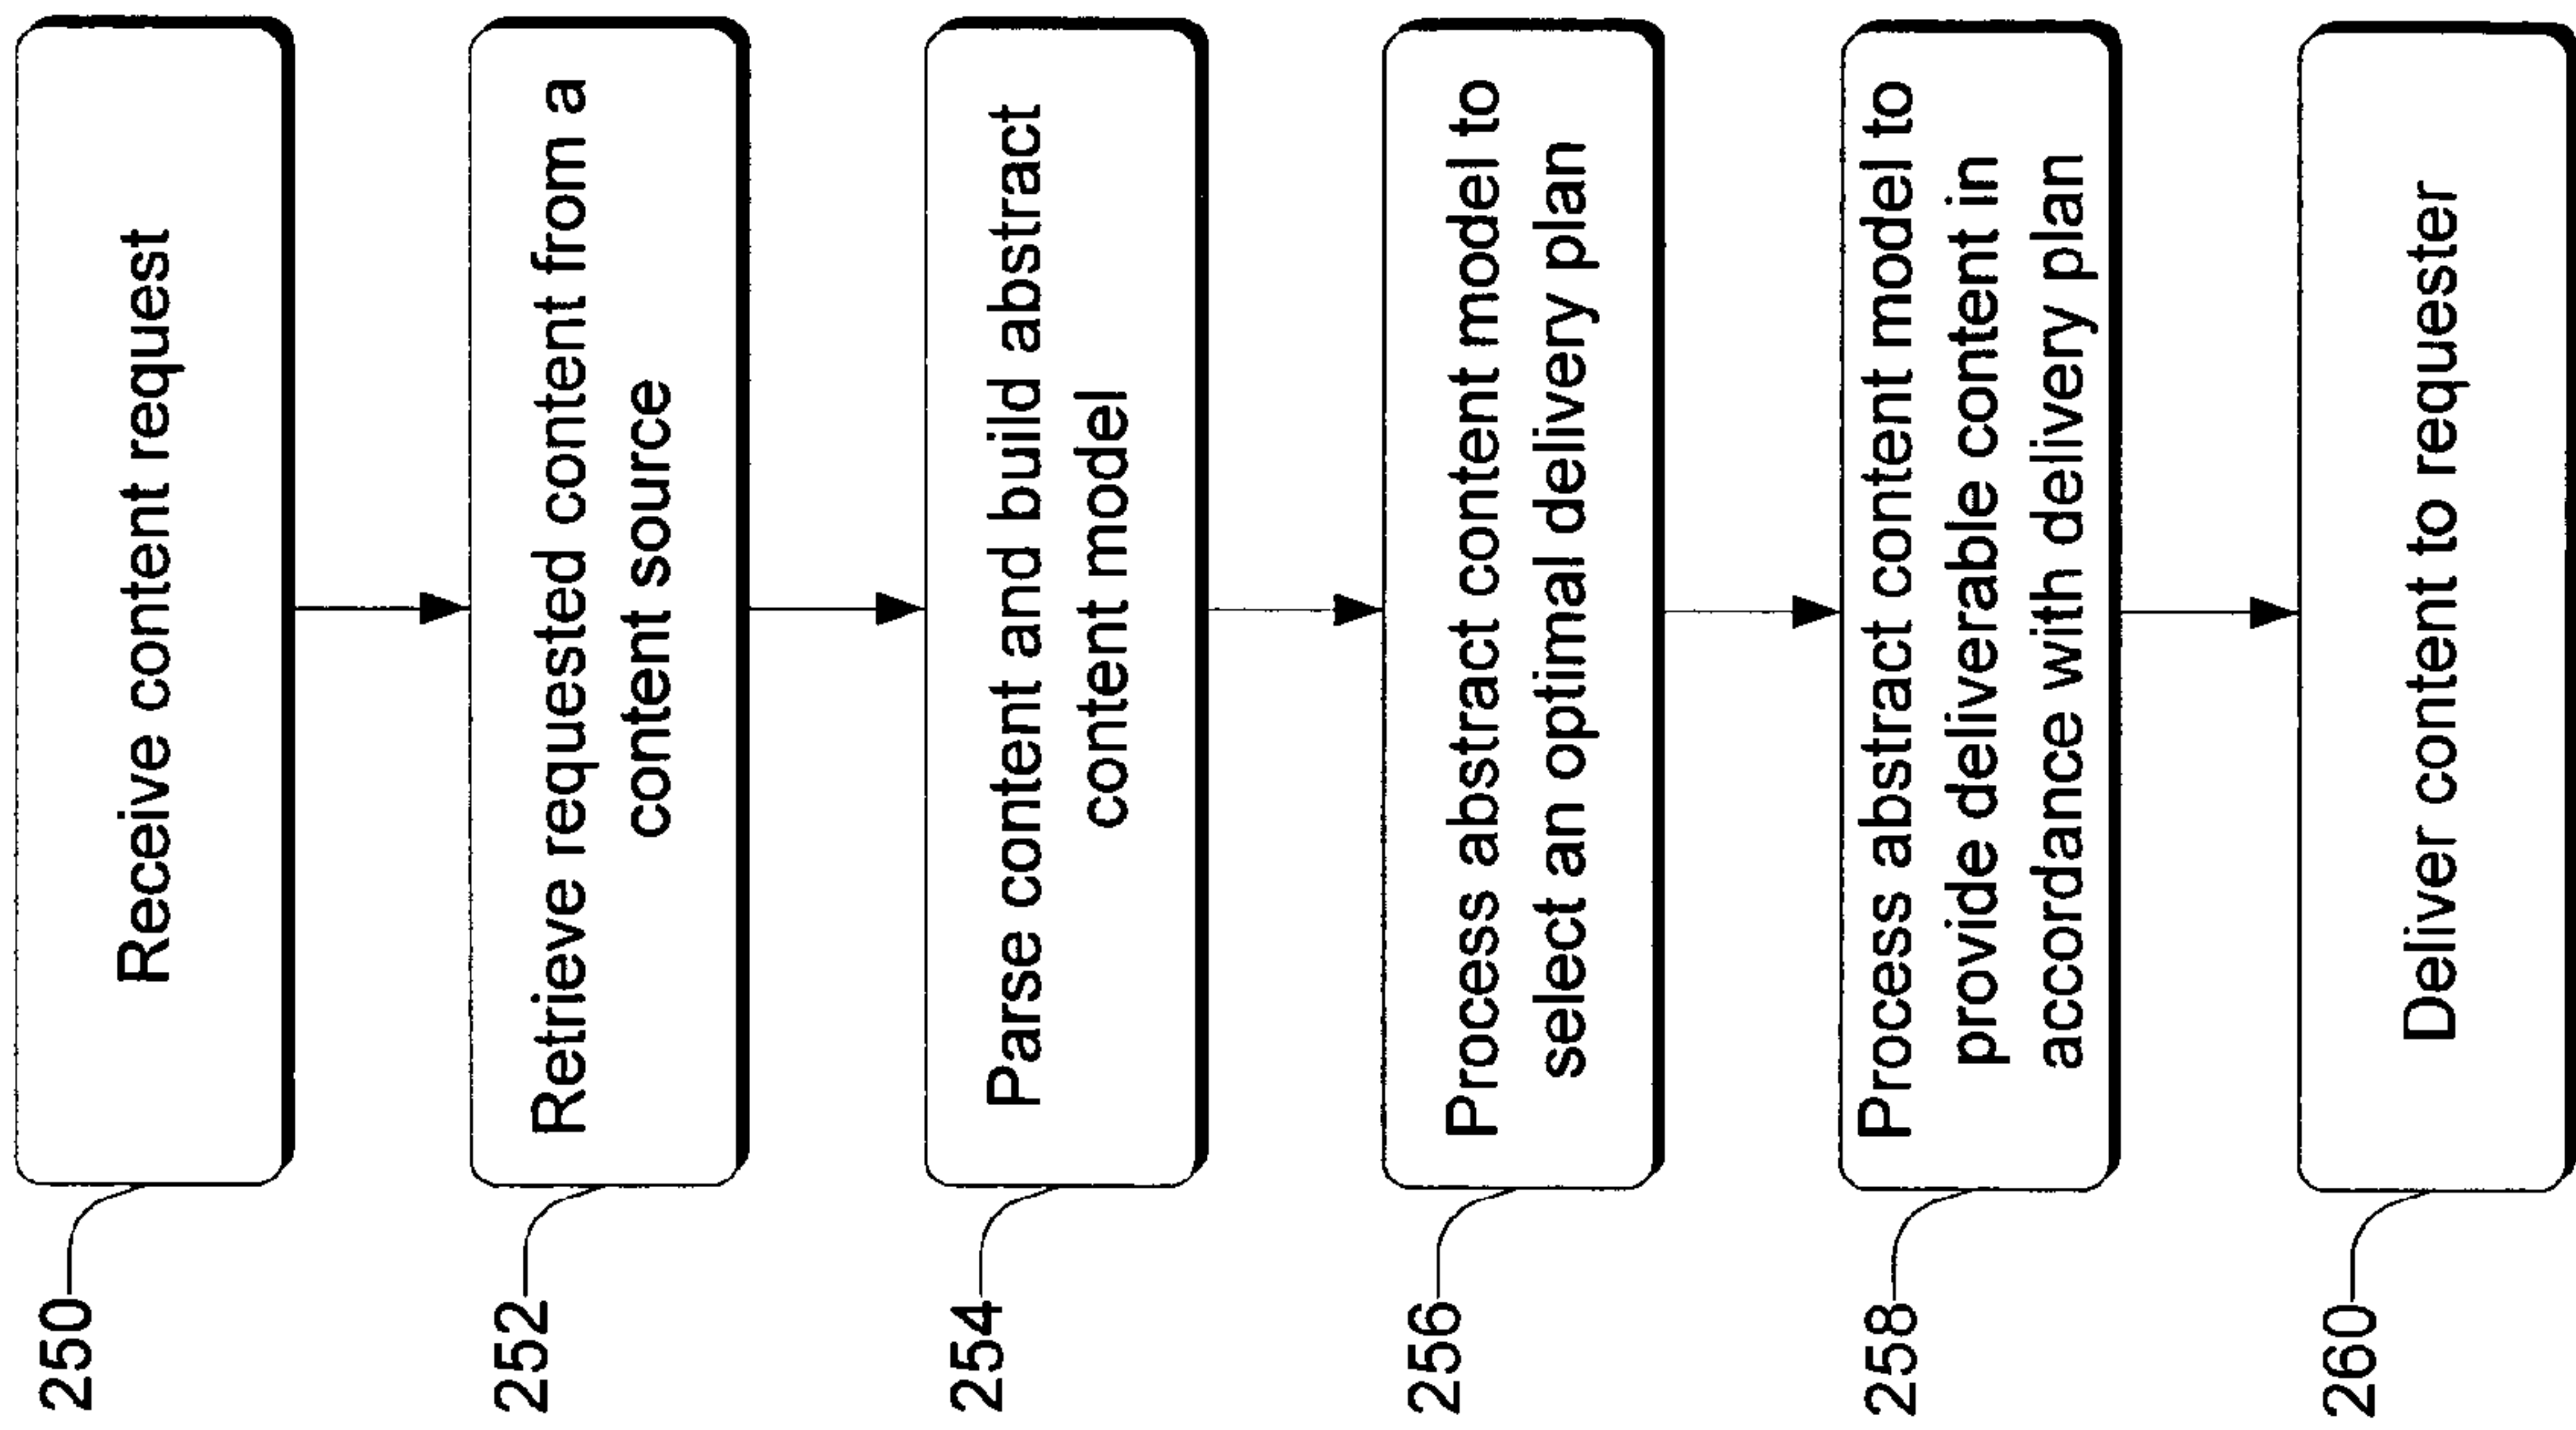 250
Receive content request
252
Retrieve requested content from a
content source
254
Parse content and build abstract
content model
256
Process abstract content model to
select an optimal delivery plan
258
Process abstract content model to
provide deliverable content in
accordance with delivery plan
260
Deliver content to requester